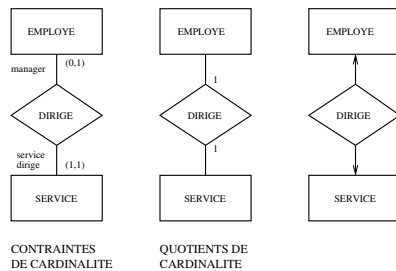 EMPLOYE
manager
(0,1)
DIRIGE
service
dirige
(1,1)
SERVICE
CONTRAINTES
DE CARDINALITE
EMPLOYE
1
DIRIGE
1
SERVICE
QUOTIENTS DE
CARDINALITE
EMPLOYE
DIRIGE
SERVICE